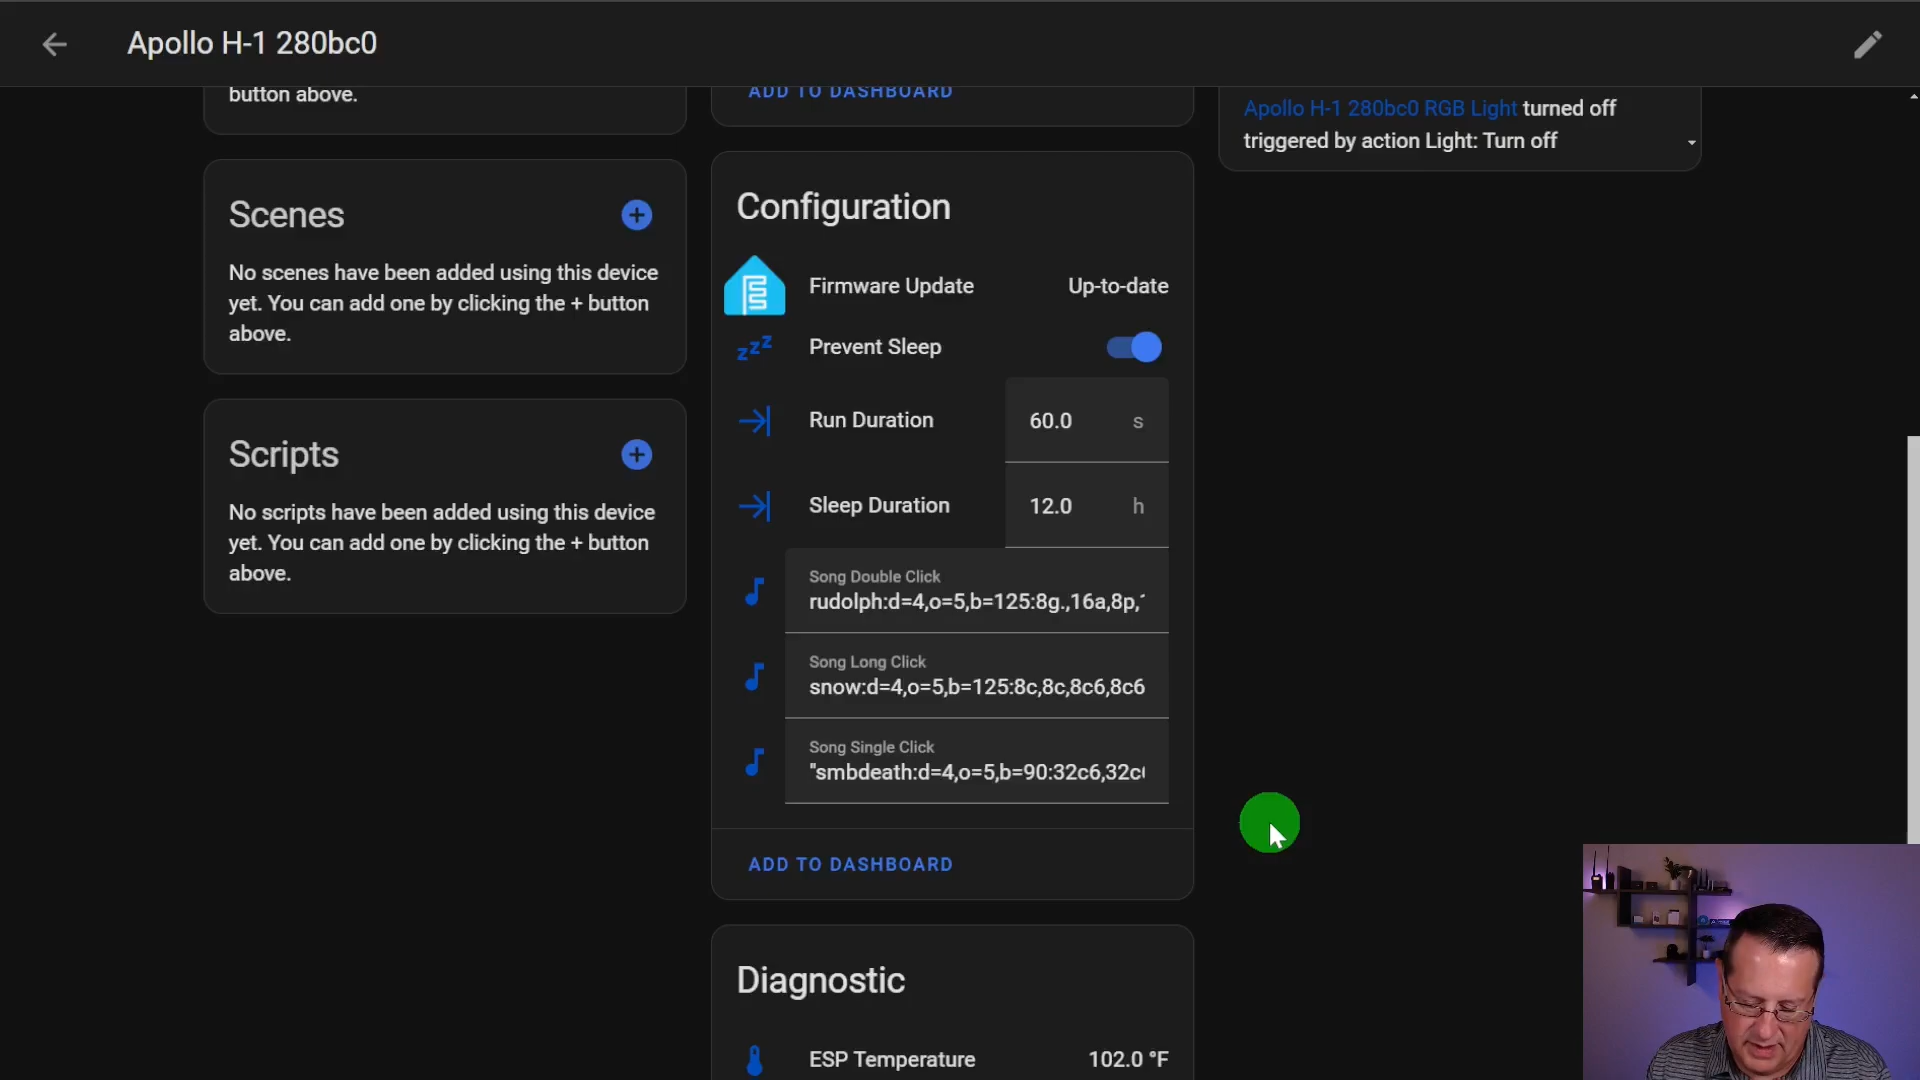 Apollo H-1 280bc0
button above.
Scenes
No scenes have been added using this device
yet. You can add one by clicking the + button
above.
Scripts
No scripts have been added using this device
yet. You can add one by clicking the + button
above.
ADD TO DASHBOARD
Configuration
Firmware Update Up-to-date
Prevent Sleep
Run Duration 60.0 s
Sleep Duration 12.0 h
Song Double Click
rudolph:d=4,o=5,b=125:8g.,16a,8p,
Song Long Click
snow:d=4,o=5,b=125:8c,8c,8c6,8c6
Song Single Click
"smbdeath:d=4,o=5,b=90:32c6,32c
ADD TO DASHBOARD
Diagnostic
ESP Temperature 102.0 °F
Apollo H-1 280bc0 RGB Light turned off
triggered by action Light: Turn off